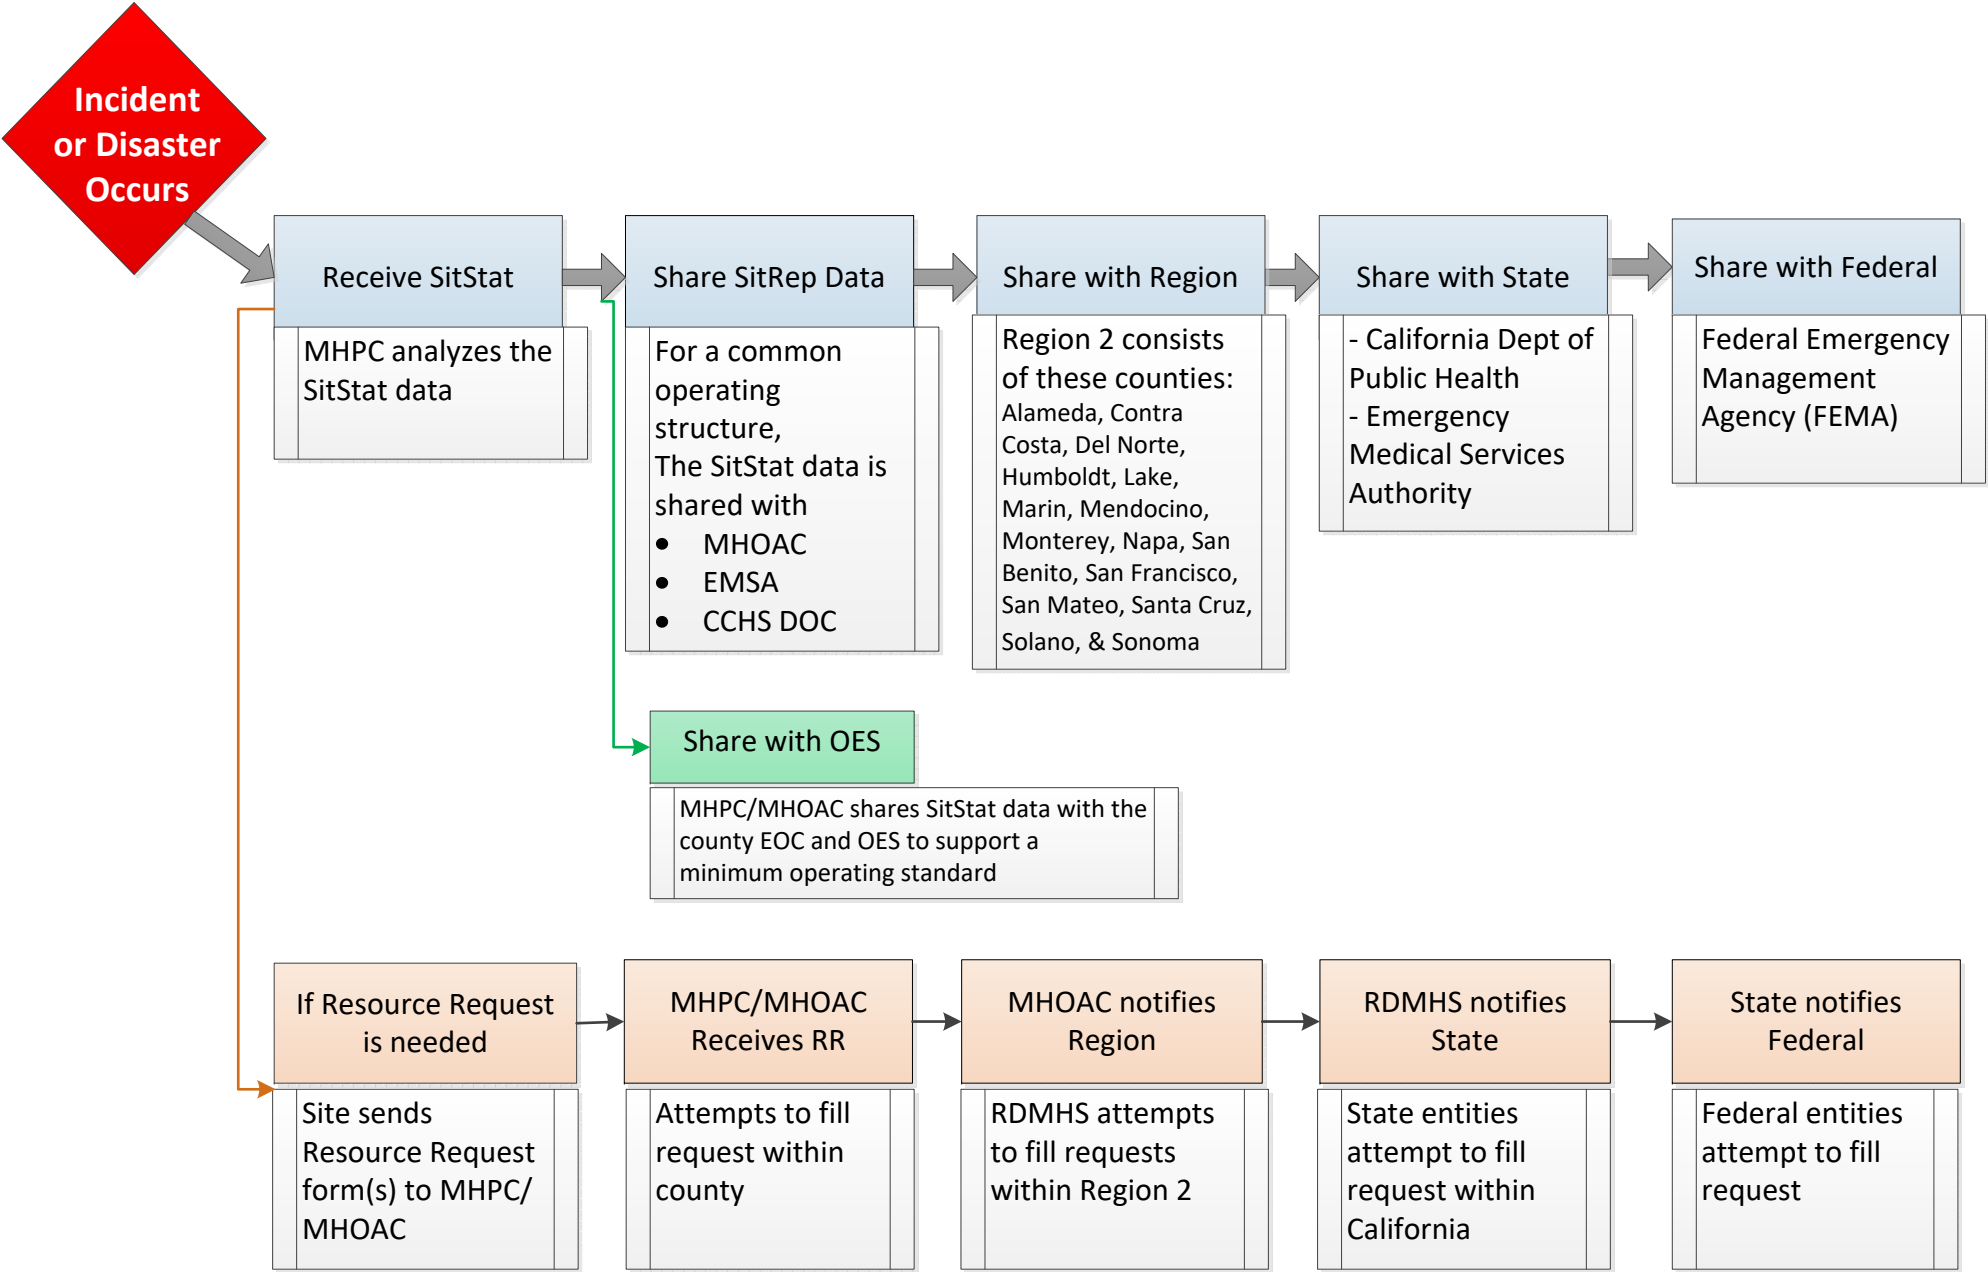 Incident
or Disaster
Occurs
Receive SitStat
MHPC analyzes the
SitStat data
Share SitRep Data
For a common
operating
structure,
The SitStat data is
shared with
• MHOAC
• EMSA
• CCHS DOC
Share with Region
Region 2 consists
of these counties:
Alameda, Contra
Costa, Del Norte,
Humboldt, Lake,
Marin, Mendocino,
Monterey, Napa, San
Benito, San Francisco,
San Mateo, Santa Cruz,
Solano, & Sonoma
Share with State
- California Dept of
Public Health
- Emergency
Medical Services
Authority
Share with Federal
Federal Emergency
Management
Agency (FEMA)
Share with OES
MHPC/MHOAC shares SitStat data with the
county EOC and OES to support a
minimum operating standard
If Resource Request
is needed
Site sends
Resource Request
form(s) to MHPC/
MHOAC
MHPC/MHOAC
Receives RR
Attempts to fill
request within
county
MHOAC notifies
Region
RDMHS attempts
to fill requests
within Region 2
RDMHS notifies
State
State entities
attempt to fill
request within
California
State notifies
Federal
Federal entities
attempt to fill
request